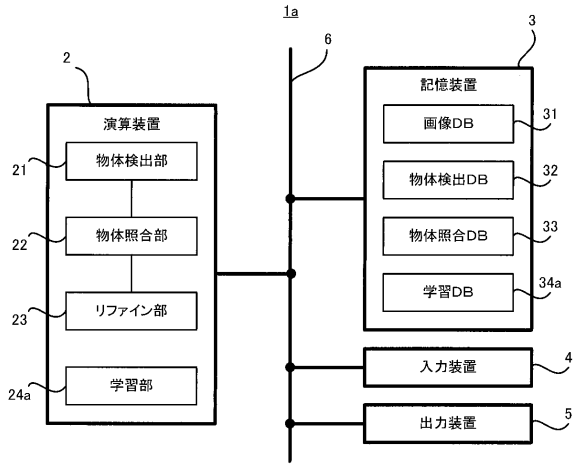 1a
6
2
演算装置
21
物体検出部
22
物体照合部
23
リファイン部
24a
学習部
3
記憶装置
画像DB
31
物体検出DB
32
物体照合DB
33
学習DB
34a
入力装置
4
出力装置
5